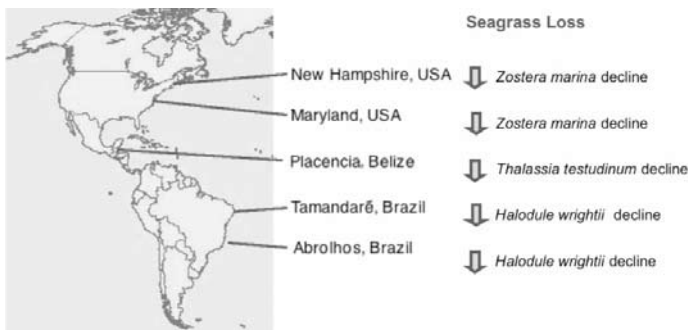 Seagrass Loss
New Hampshire, USA Zostera marina decline
Maryland, USA Zostera marina decline
Placencia, Belize Thalassia testudinum decline
Tamandarẽ, Brazil Halodule wrightii decline
Abrolhos, Brazil Halodule wrightii decline